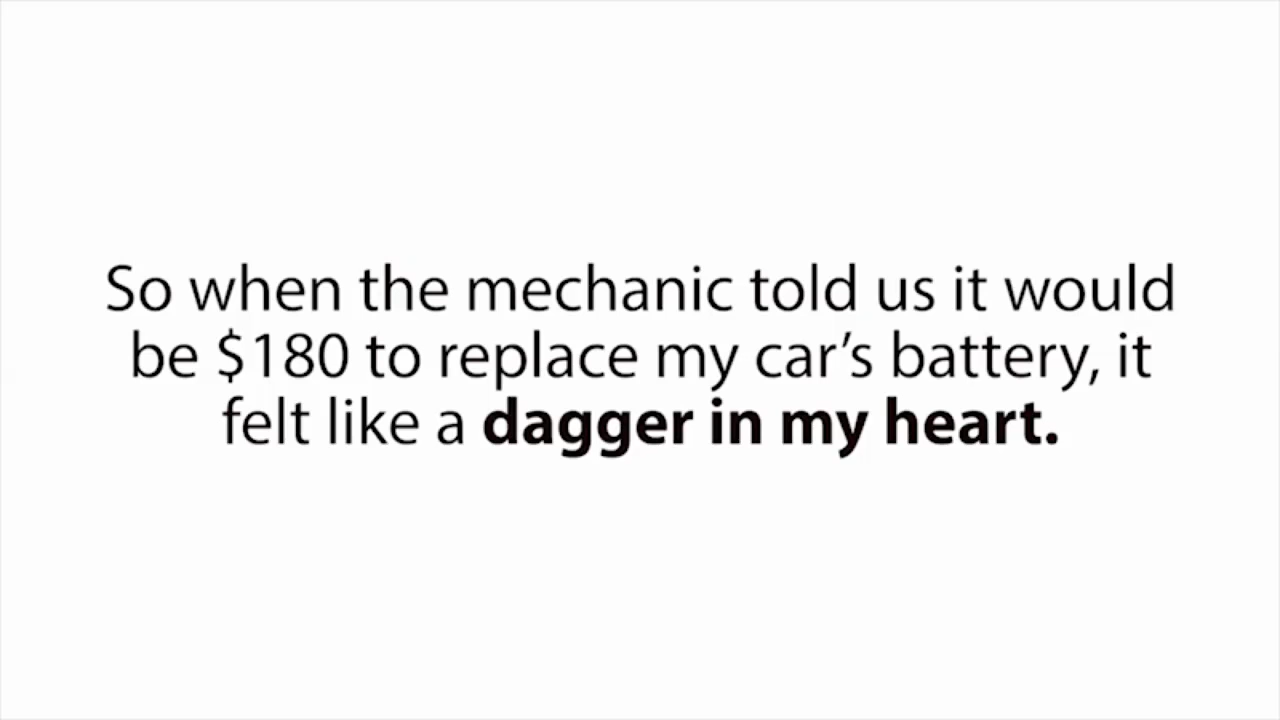 So when the mechanic told us it would
be $180 to replace my car’s battery, it
felt like a dagger in my heart.